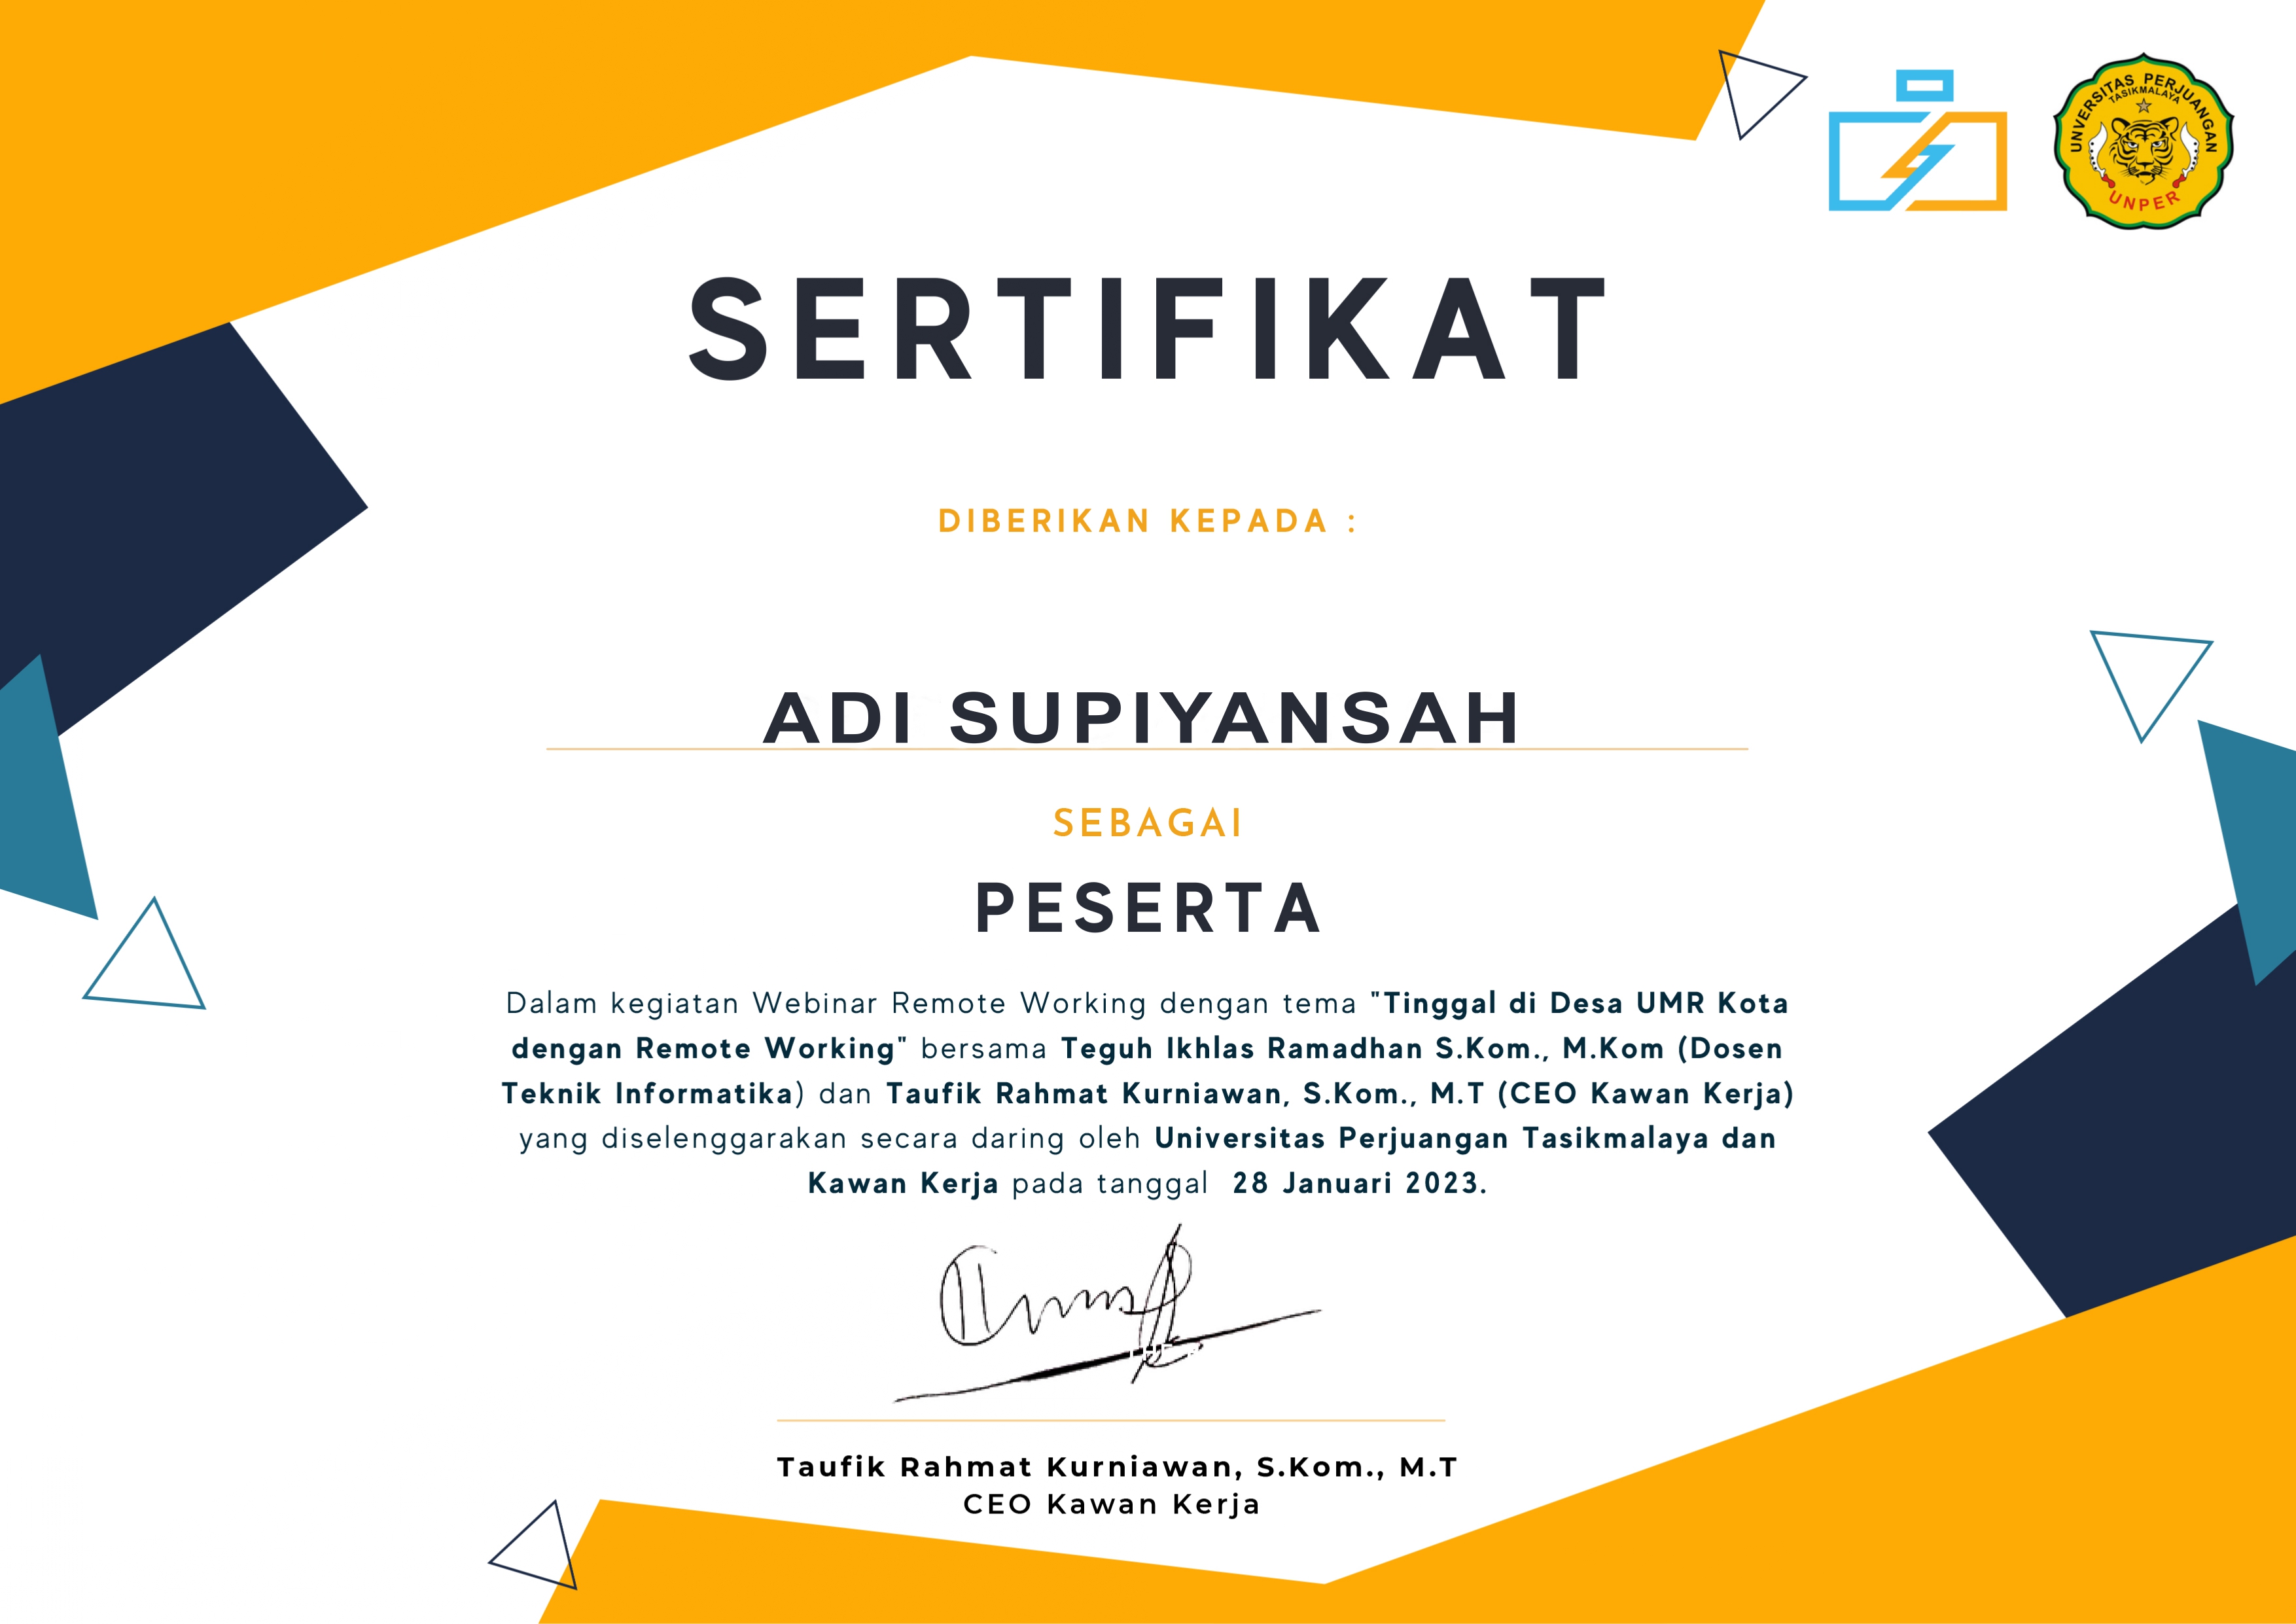 UNIVERSITAS PERJUANGAN
TASIKMALAYA
UNPER
SERTIFIKAT
DIBERIKAN KEPADA :
ADI SUPIYANSAH
SEBAGAI
PESERTA
Dalam kegiatan Webinar Remote Working dengan tema "Tinggal di Desa UMR Kota
dengan Remote Working" bersama Teguh Ikhlas Ramadhan S.Kom., M.Kom (Dosen
Teknik Informatika) dan Taufik Rahmat Kurniawan, S.Kom., M.T (CEO Kawan Kerja)
yang diselenggarakan secara daring oleh Universitas Perjuangan Tasikmalaya dan
Kawan Kerja pada tanggal 28 Januari 2023.
Taufik Rahmat Kurniawan, S.Kom., M.T
CEO Kawan Kerja